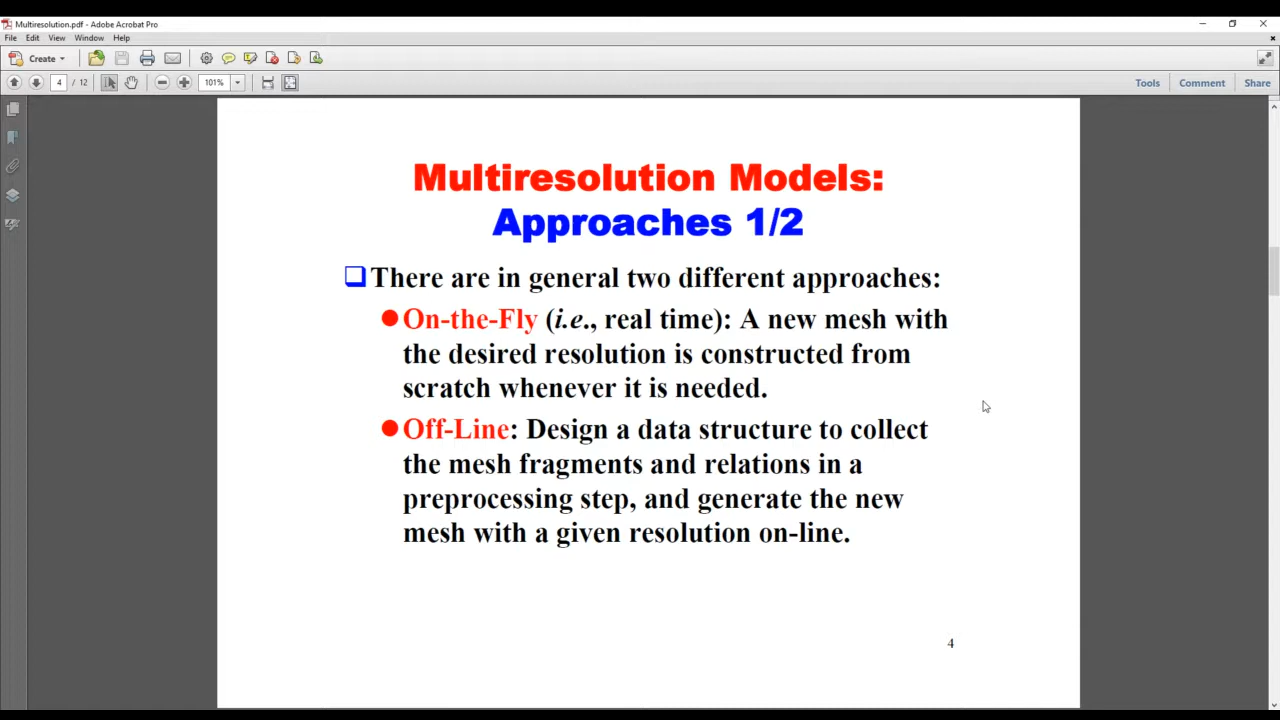 Multiresolution.pdf - Adobe Acrobat Pro
File Edit View Window Help
Create
4 / 12 101% Tools Comment Share
Multiresolution Models:
Approaches 1/2
There are in general two different approaches:
On-the-Fly (i.e., real time): A new mesh with
the desired resolution is constructed from
scratch whenever it is needed.
Off-Line: Design a data structure to collect
the mesh fragments and relations in a
preprocessing step, and generate the new
mesh with a given resolution on-line.
4